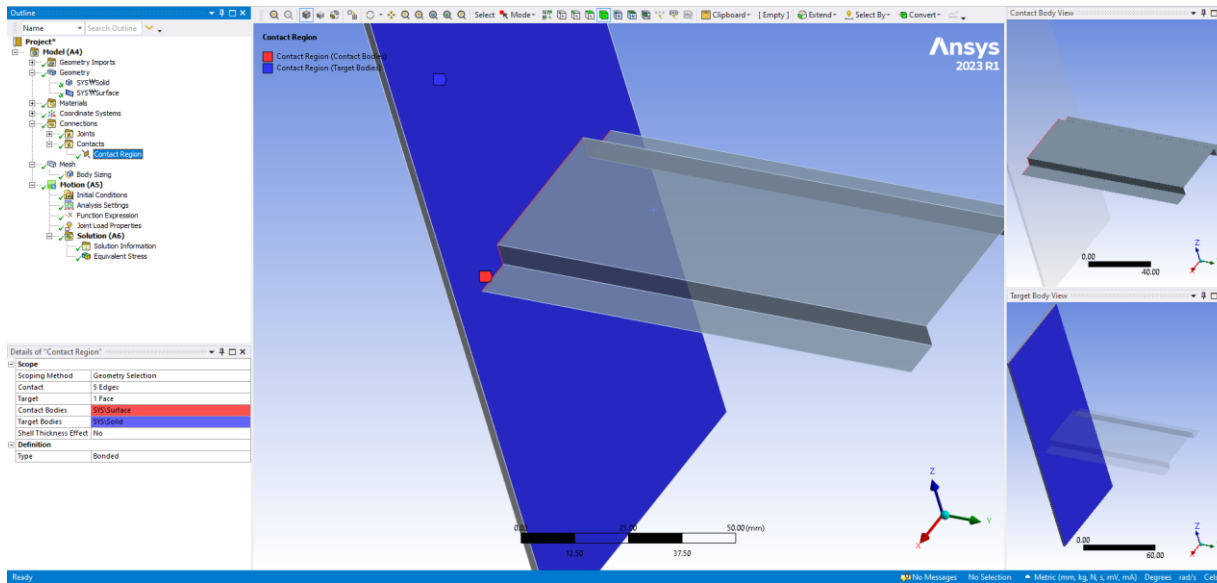 Outline
Name
Search Outline
Project*
Model (A4)
Geometry Imports
Geometry
SYS₩Solid
SYS₩Surface
Materials
Coordinate Systems
Connections
Joints
Contacts
Contact Region
Mesh
Body Sizing
Motion (A5)
Initial Conditions
Analysis Settings
Function Expression
Joint Load Properties
Solution (A6)
Solution Information
Equivalent Stress
Details of "Contact Region"
Scope
Scoping Method Geometry Selection
Contact 5 Edges
Target 1 Face
Contact Bodies SYS\Surface
Target Bodies SYS\Solid
Shell Thickness Effect No
Definition
Type Bonded
Select Mode Clipboard [ Empty ] Extend Select By Convert
Contact Region
Contact Region (Contact Bodies)
Contact Region (Target Bodies)
Ansys
2023 R1
0.00 25.00 50.00 (mm)
12.50 37.50
Z
Y
X
Contact Body View
0.00
40.00
Z
X
Target Body View
0.00
60.00
Z
X
Ready No Messages No Selection Metric (mm, kg, N, s, mV, mA) Degrees rad/s Cel